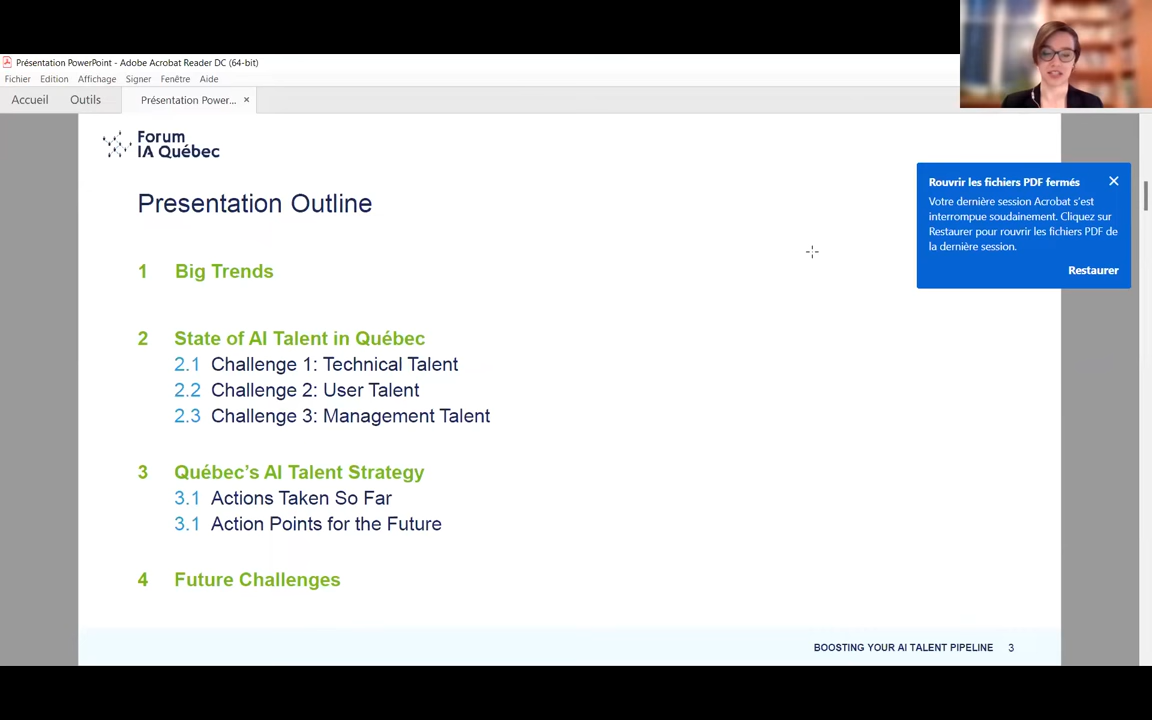 Présentation PowerPoint - Adobe Acrobat Reader DC (64-bit)
Fichier Edition Affichage Signer Fenêtre Aide
Accueil Outils Présentation Power... ×
Forum
IA Québec
Presentation Outline
Rouvrir les fichiers PDF fermés
Votre dernière session Acrobat s'est
interrompue soudainement. Cliquez sur
Restaurer pour rouvrir les fichiers PDF de
la dernière session.
Restaurer
1 Big Trends
2 State of AI Talent in Québec
2.1 Challenge 1: Technical Talent
2.2 Challenge 2: User Talent
2.3 Challenge 3: Management Talent
3 Québec's AI Talent Strategy
3.1 Actions Taken So Far
3.1 Action Points for the Future
4 Future Challenges
BOOSTING YOUR AI TALENT PIPELINE 3